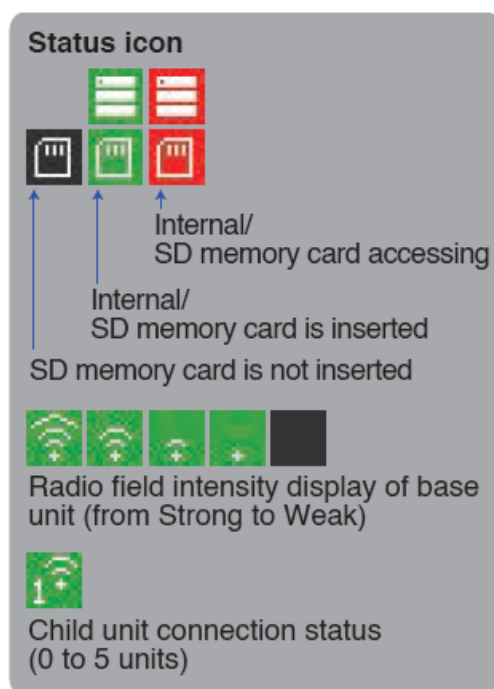 Status icon
Internal/
SD memory card accessing
Internal/
SD memory card is inserted
SD memory card is not inserted
Radio field intensity display of base
unit (from Strong to Weak)
1
Child unit connection status
(0 to 5 units)